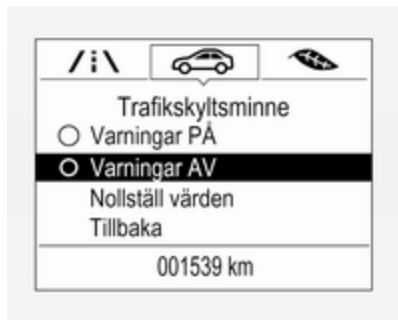 Trafikskyltsminne
Varningar PÅ
Varningar AV
Nollställ värden
Tillbaka
001539 km